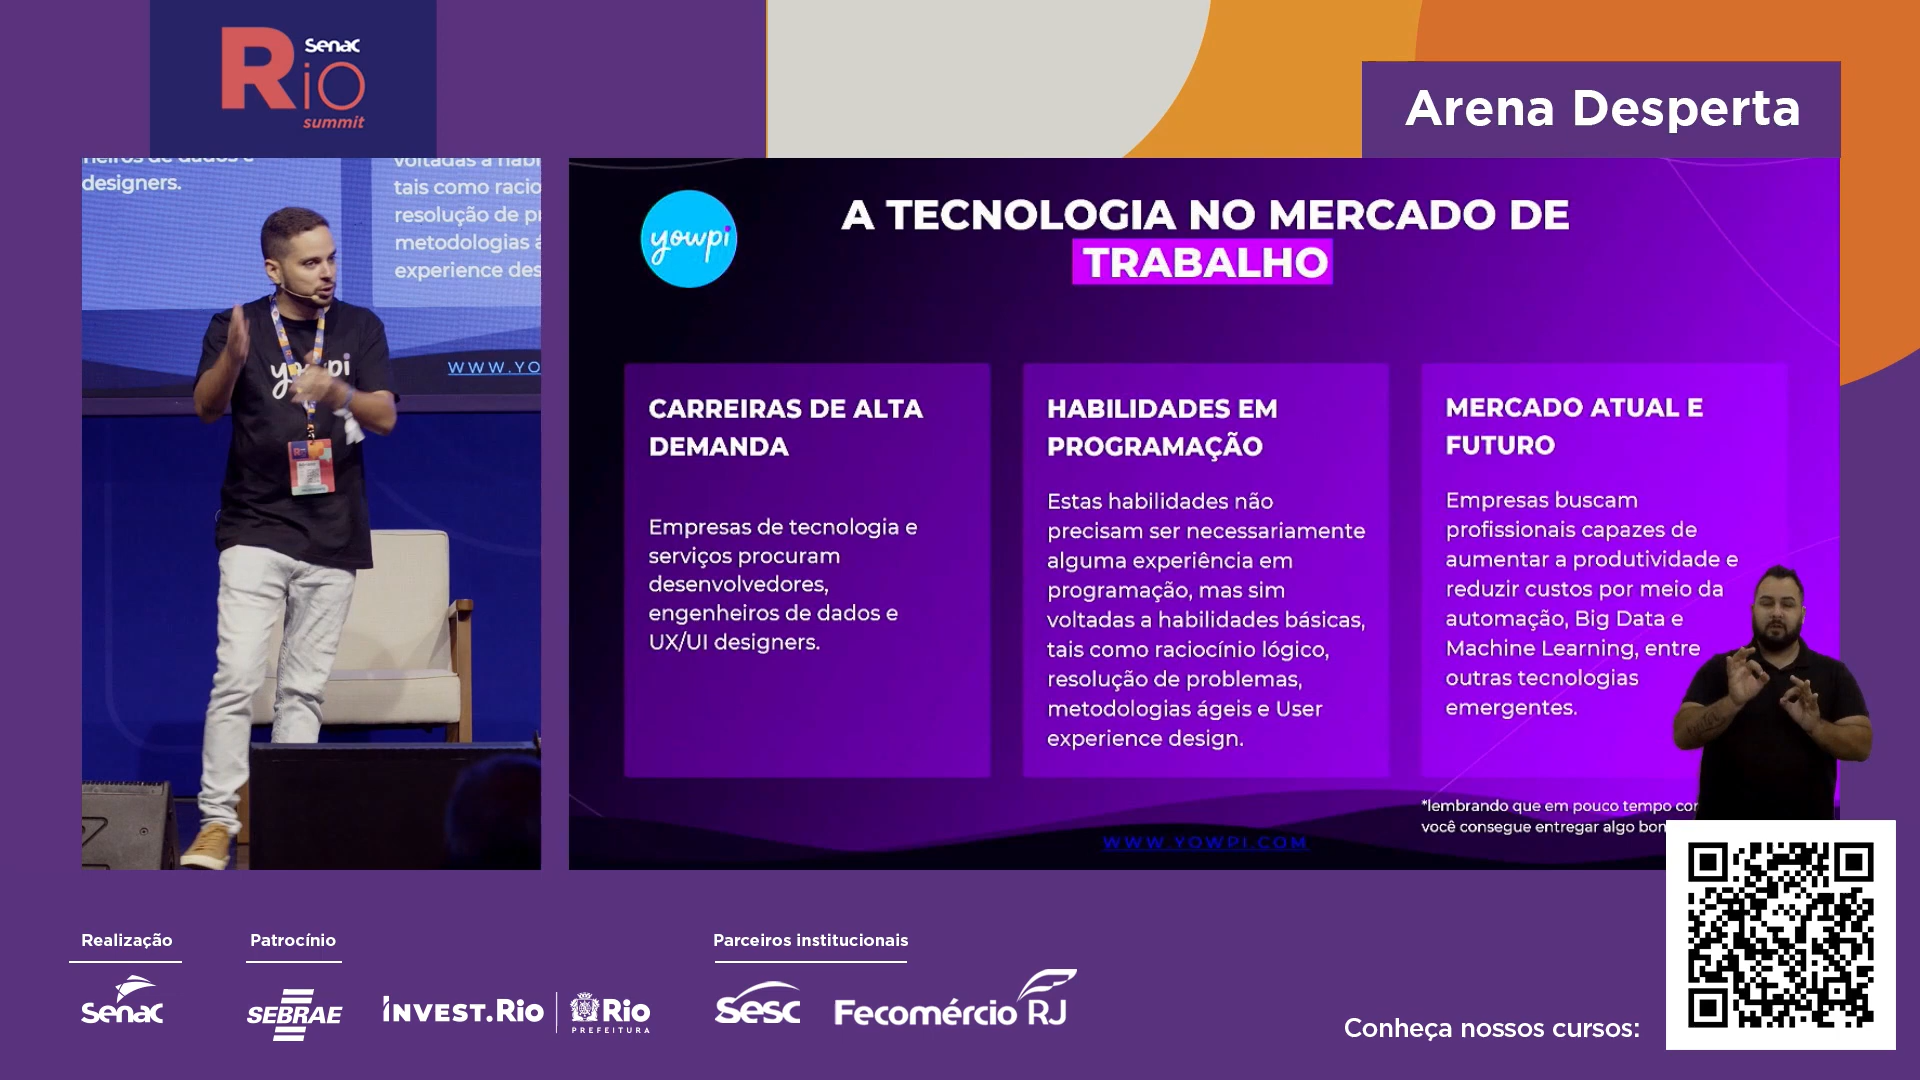 Senac
Rio
summit
Arena Desperta
designers.
voltadas a habi
tais como racio
resolução de p
metodologias á
experience des
WWW.YO
yowpi
yowpi
A TECNOLOGIA NO MERCADO DE
TRABALHO
CARREIRAS DE ALTA
DEMANDA
Empresas de tecnologia e
serviços procuram
desenvolvedores,
engenheiros de dados e
UX/UI designers.
HABILIDADES EM
PROGRAMAÇÃO
Estas habilidades não
precisam ser necessariamente
alguma experiência em
programação, mas sim
voltadas a habilidades básicas,
tais como raciocínio lógico,
resolução de problemas,
metodologias ágeis e User
experience design.
MERCADO ATUAL E
FUTURO
Empresas buscam
profissionais capazes de
aumentar a produtividade e
reduzir custos por meio da
automação, Big Data e
Machine Learning, entre
outras tecnologias
emergentes.
*lembrando que em pouco tempo
você consegue entregar algo
WWW.YOWPI.COM
Realização
Senac
Patrocínio
SEBRAE
INVEST.Rio
Rio
PREFEITURA
Parceiros institucionais
Sesc
Fecomércio RJ
Conheça nossos cursos: